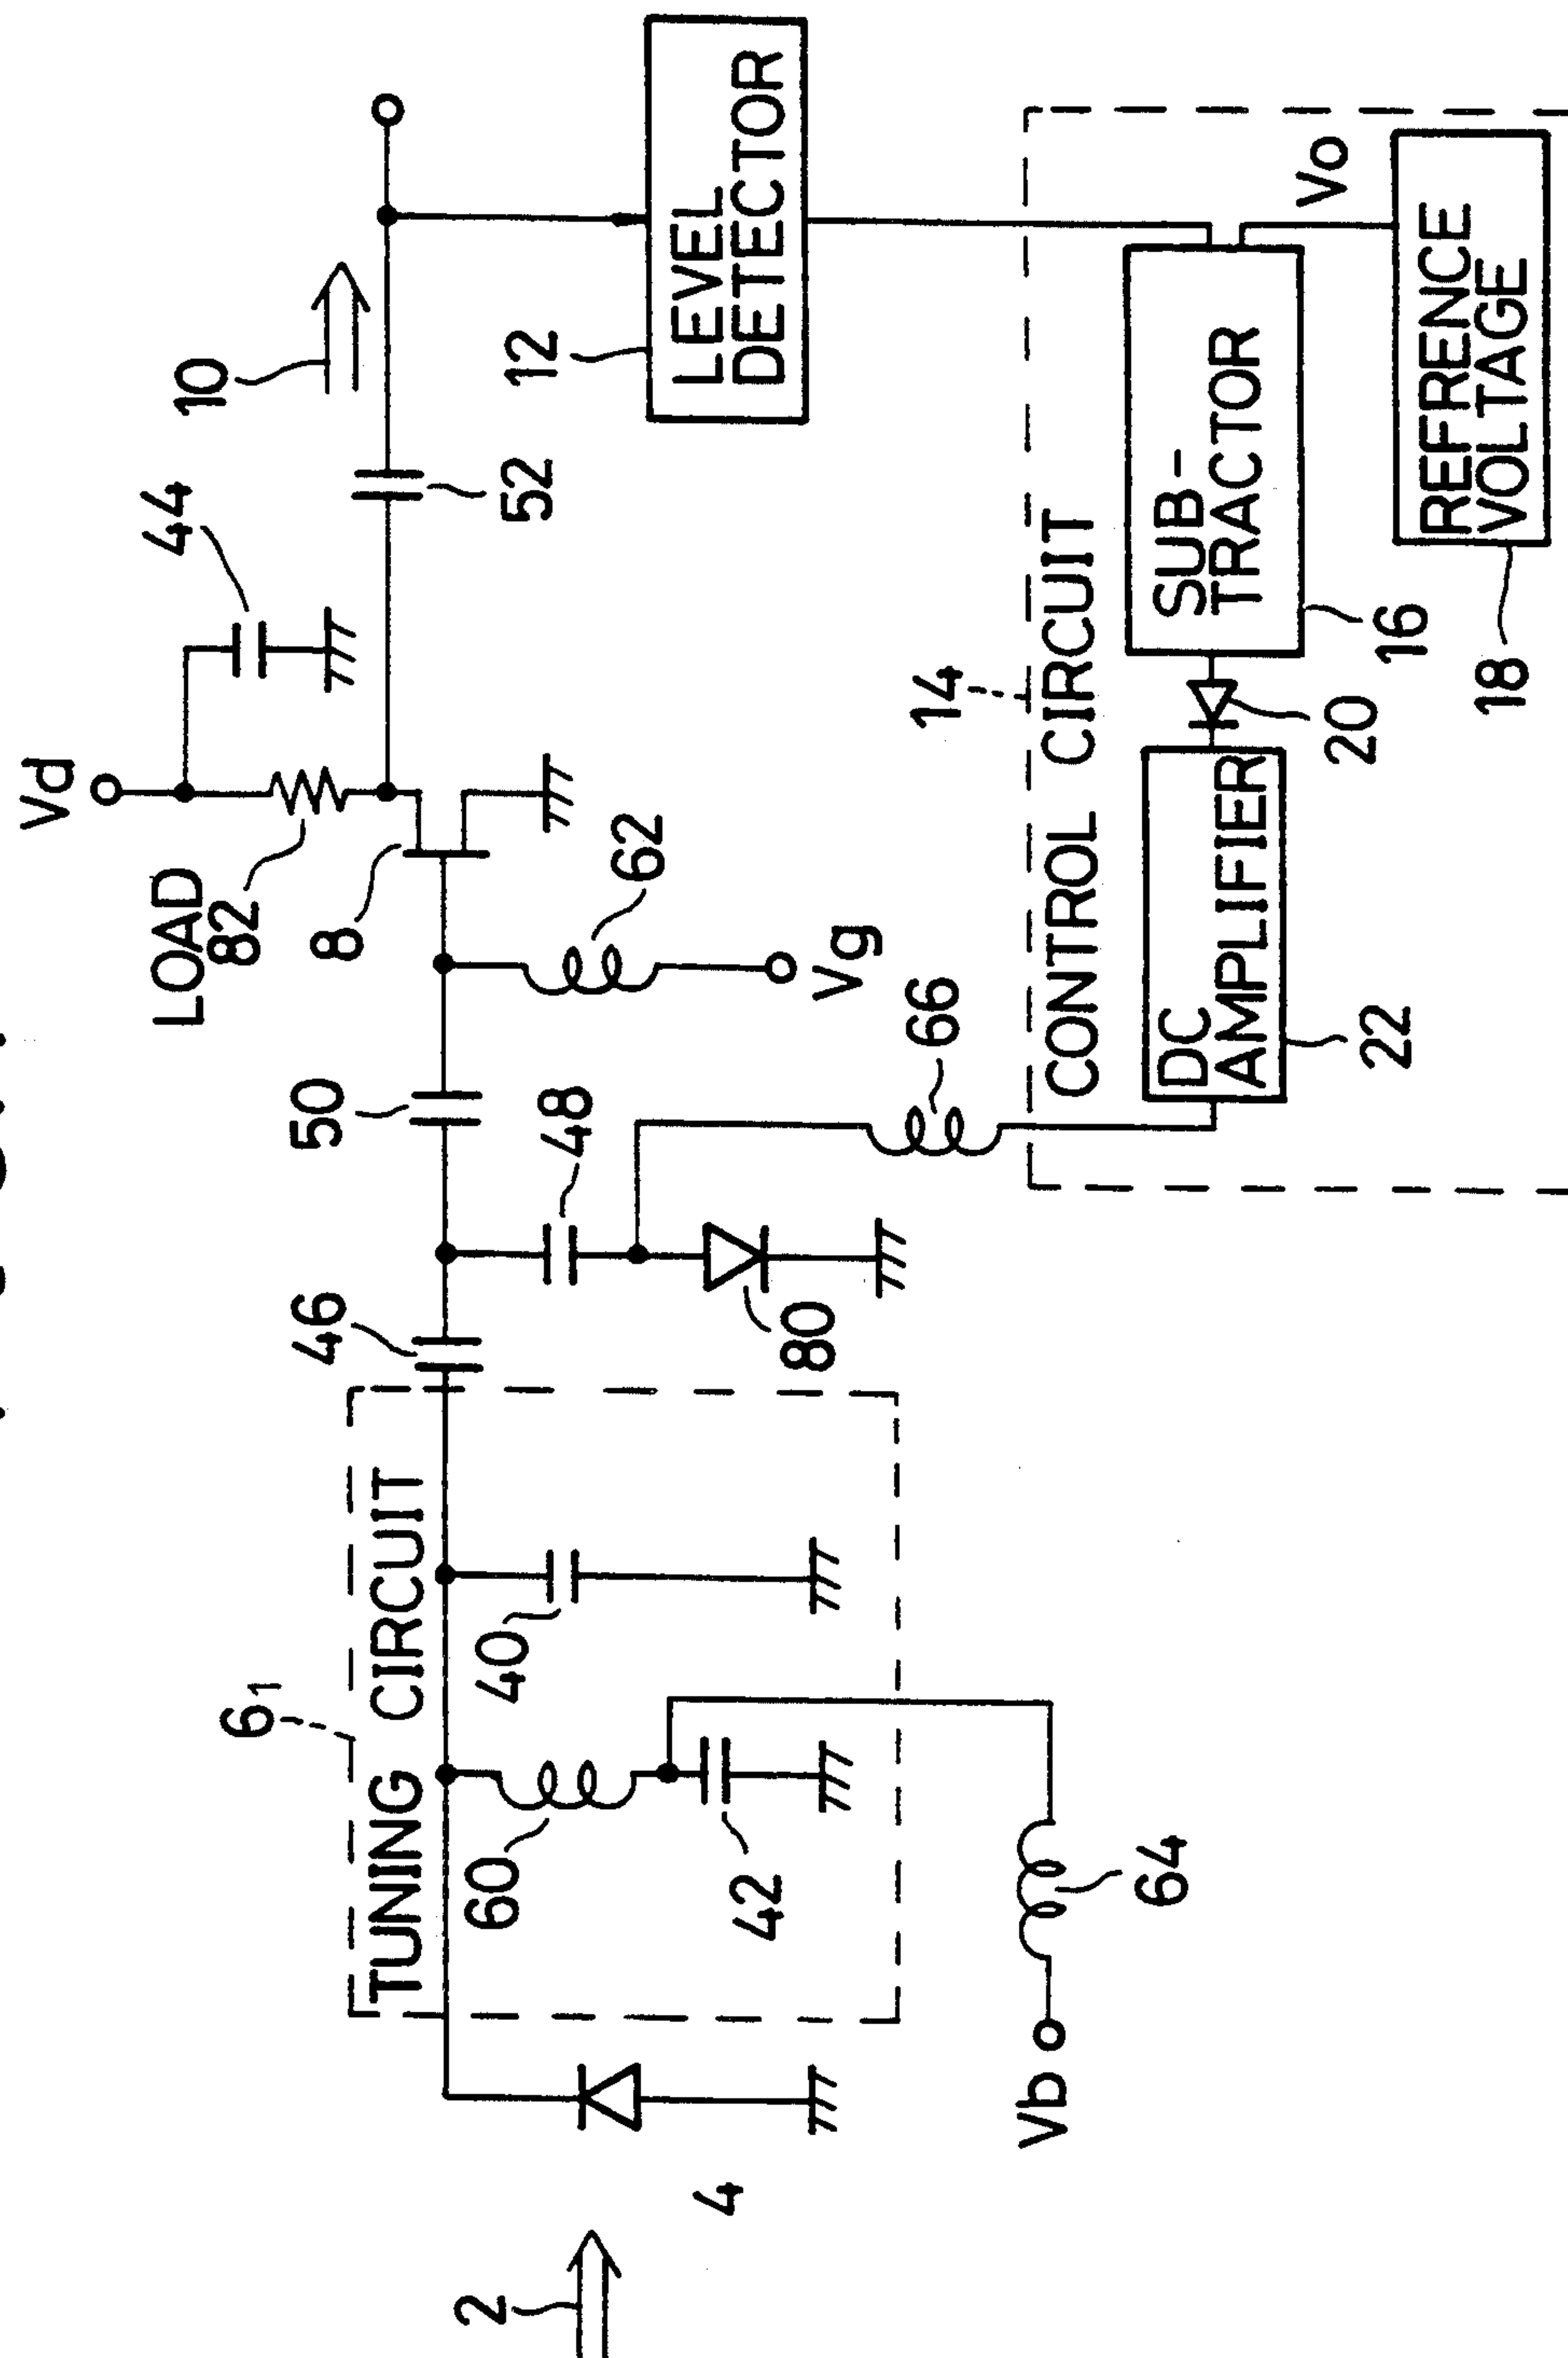 Vd
44
10
LOAD
82
8
52
12
LEVEL
DETECTOR
62
Vg
50
48
46
80
66
6₁
TUNING CIRCUIT
40
60
42
64
Vb
4
2
14
CONTROL CIRCUIT
Vo
SUB-
TRACTOR
16
REFERENCE
VOLTAGE
18
20
DC
AMPLIFIER
22